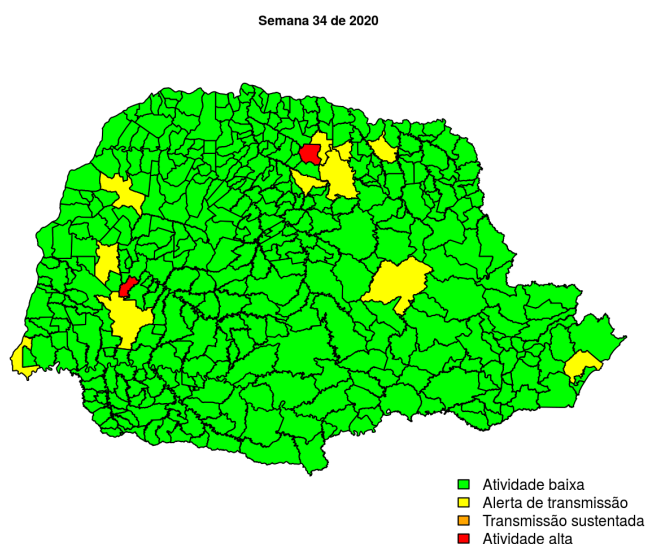 Semana 34 de 2020
Atividade baixa
Alerta de transmissão
Transmissão sustentada
Atividade alta